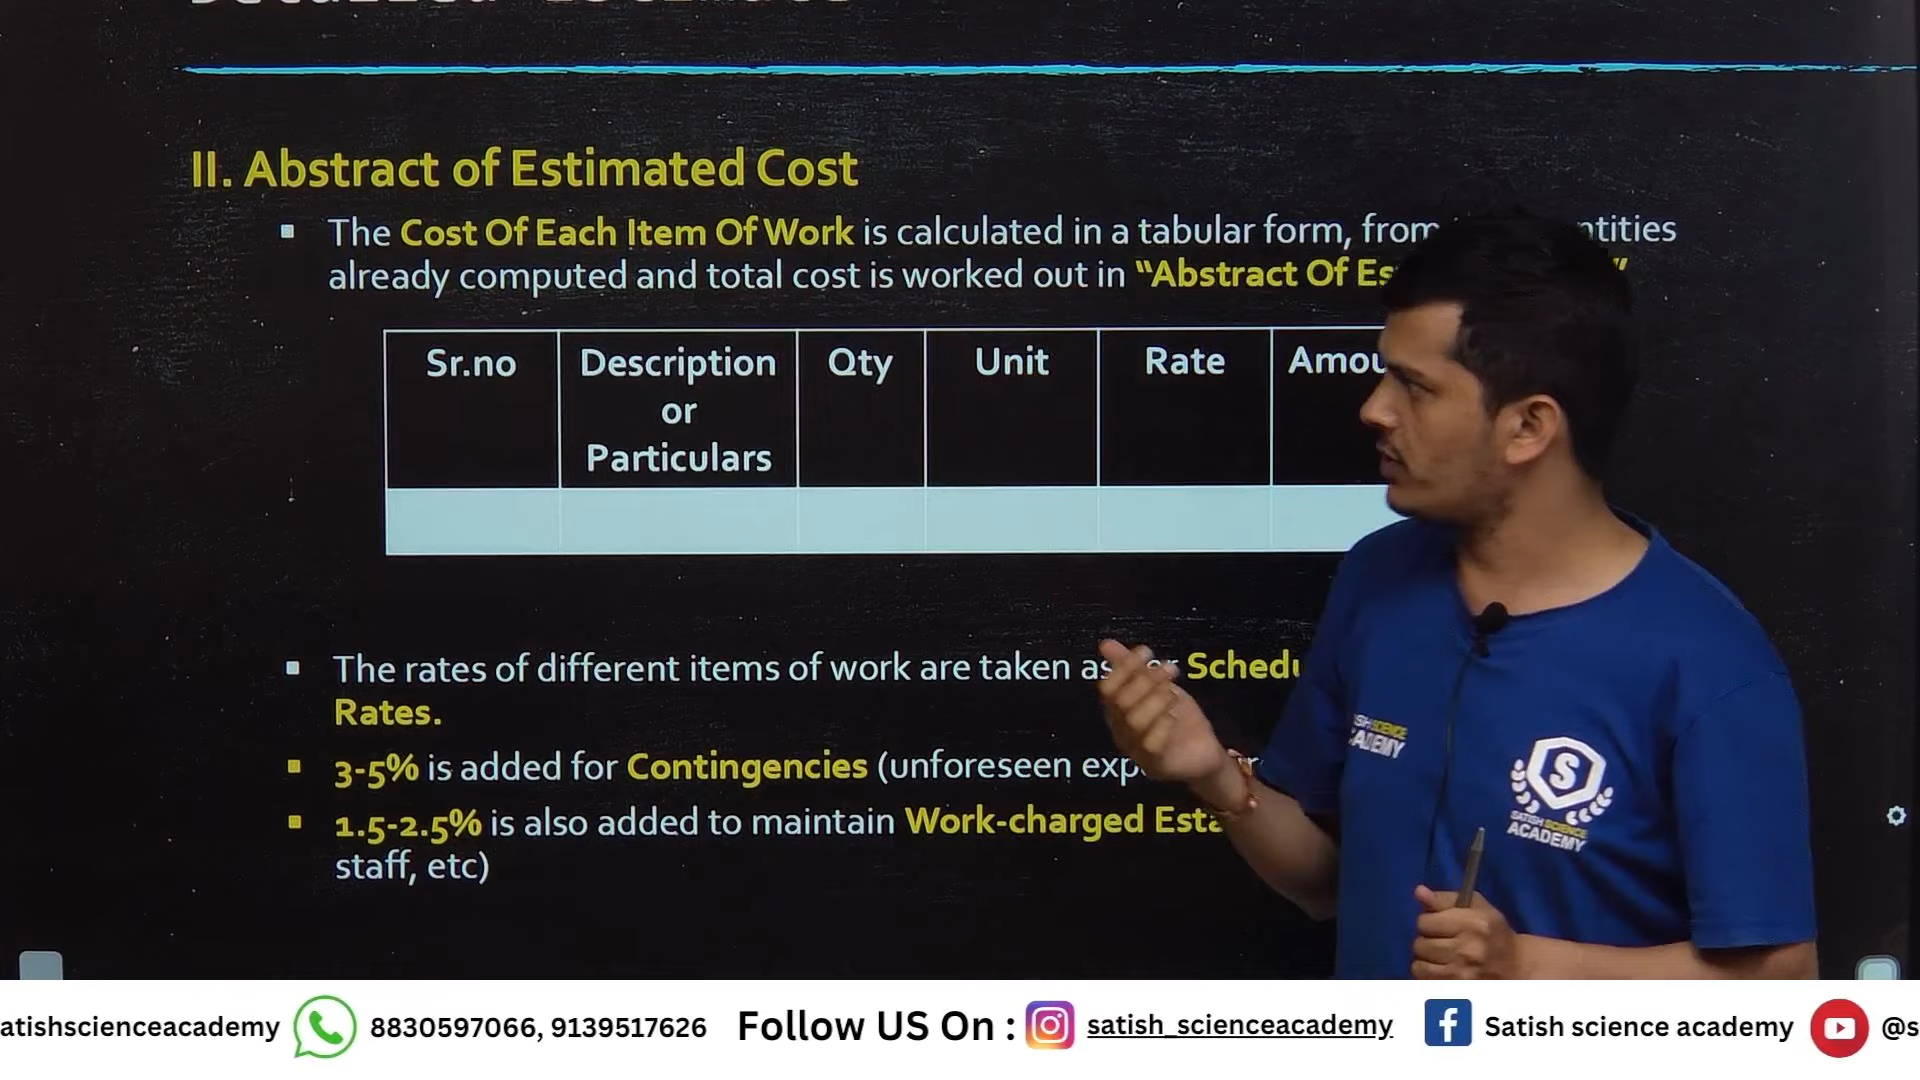 II. Abstract of Estimated Cost
▪ The Cost Of Each Item Of Work is calculated in a tabular form, from
already computed and total cost is worked out in “Abstract Of
Sr.no Description or Particulars Qty Unit Rate
▪ The rates of different items of work are taken as
Rates.
▪ 3-5% is added for Contingencies (unforeseen
▪ 1.5-2.5% is also added to maintain Work-charged
staff, etc)
S
SATISH SCIENCE
ACADEMY
8830597066, 9139517626 Follow US On : satish_scienceacademy Satish science academy